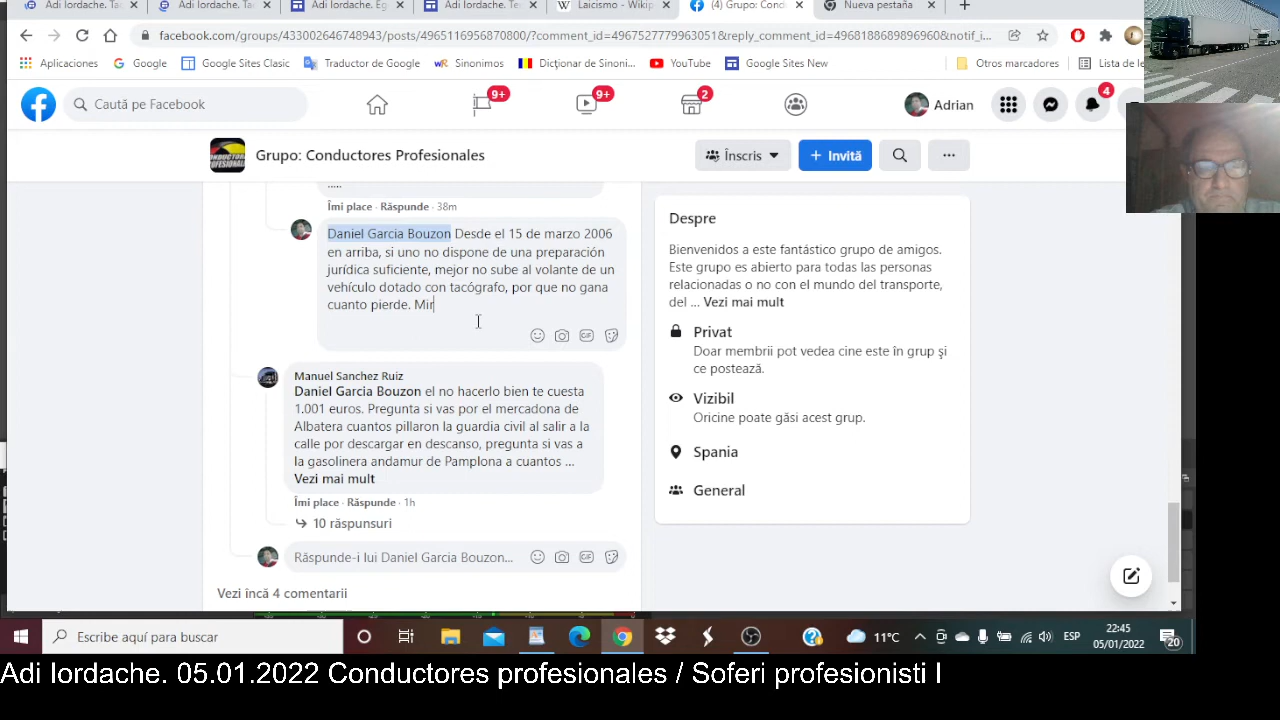 Adi Iordache: Ta
Adi Iordache: Ta
Adi Iordache. Eg
Adi Iordache. Te
Laicismo - Wikip
(4) Grupo: Condu
Nueva pestaña
facebook.com/groups/433002646748943/posts/496511656870800/?comment_id=4967527779963051&reply_comment_id=4968188689896960&notif_i...
Aplicaciones
Google
Google Sites Clasic
Traductor de Google
Sinonimos
Dicționar de Sinoni...
YouTube
Google Sites New
Otros marcadores
Lista de le
Caută pe Facebook
9+
9+
2
Adrian
4
CONDUCTORES
Grupo: Conductores Profesionales
Înscris
+ Invită
.....
Îmi place · Răspunde · 38m
Daniel Garcia Bouzon Desde el 15 de marzo 2006
en arriba, si uno no dispone de una preparación
jurídica suficiente, mejor no sube al volante de un
vehículo dotado con tacógrafo, por que no gana
cuanto pierde. Mir
Manuel Sanchez Ruiz
Daniel Garcia Bouzon el no hacerlo bien te cuesta
1.001 euros. Pregunta si vas por el mercadona de
Albatera cuantos pillaron la guardia civil al salir a la
calle por descargar en descanso, pregunta si vas a
la gasolinera andamur de Pamplona a cuantos ...
Vezi mai mult
Îmi place · Răspunde · 1h
10 răspunsuri
Răspunde-i lui Daniel Garcia Bouzon...
Vezi încă 4 comentarii
Despre
Bienvenidos a este fantástico grupo de amigos.
Este grupo es abierto para todas las personas
relacionadas o no con el mundo del transporte,
del ... Vezi mai mult
Privat
Doar membrii pot vedea cine este în grup și
ce postează.
Vizibil
Oricine poate găsi acest grup.
Spania
General
Escribe aquí para buscar
11°C
ESP
22:45
05/01/2022
20
Adi Iordache. 05.01.2022 Conductores profesionales / Soferi profesionisti I